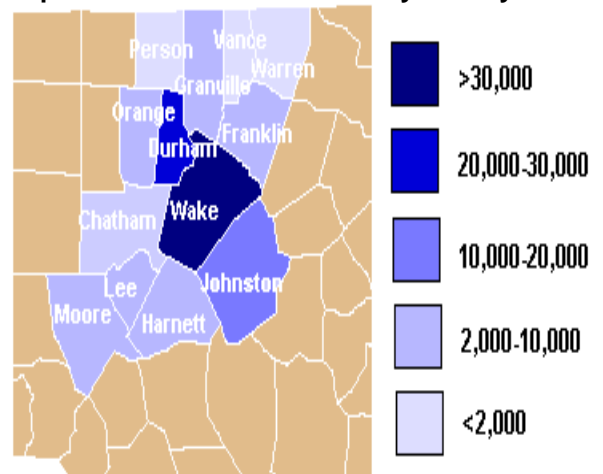 Person
Vance
Warren
Granville
Orange
Franklin
Durham
Chatham
Wake
Lee
Johnston
Moore
Harnett
>30,000
20,000-30,000
10,000-20,000
2,000-10,000
<2,000